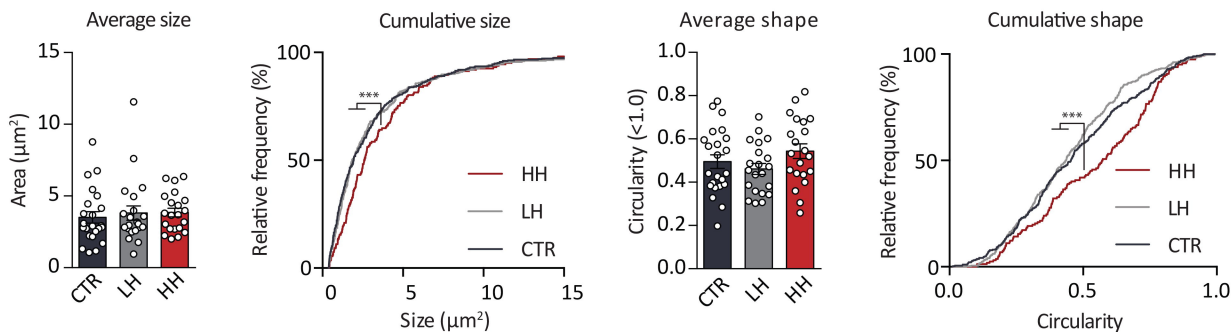 Average size
Area (µm²)
15
10
5
0
CTR
LH
HH
Cumulative size
Relative frequency (%)
100
50
0
***
HH
LH
CTR
0
5
10
15
Size (µm²)
Average shape
Circularity (<1.0)
1.0
0.8
0.6
0.4
0.2
0.0
CTR
LH
HH
Cumulative shape
Relative frequency (%)
100
50
0
***
HH
LH
CTR
0.0
0.5
1.0
Circularity